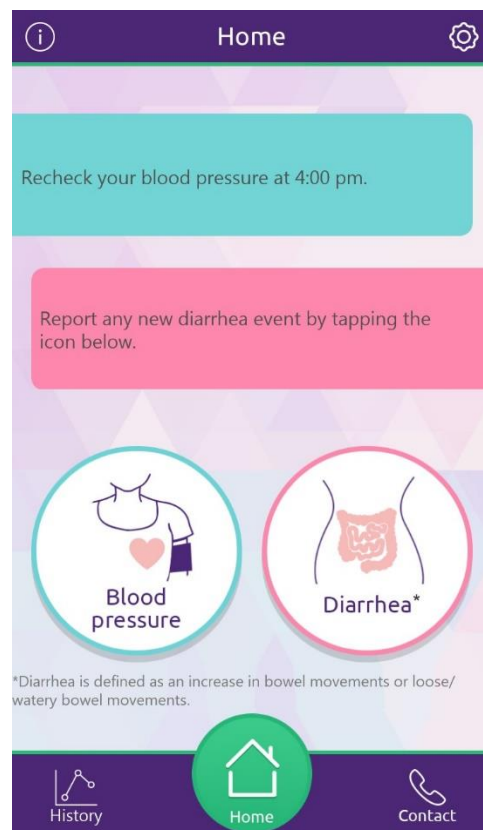 Home
Recheck your blood pressure at 4:00 pm.
Report any new diarrhea event by tapping the
icon below.
Blood
pressure
Diarrhea*
*Diarrhea is defined as an increase in bowel movements or loose/
watery bowel movements.
History
Home
Contact